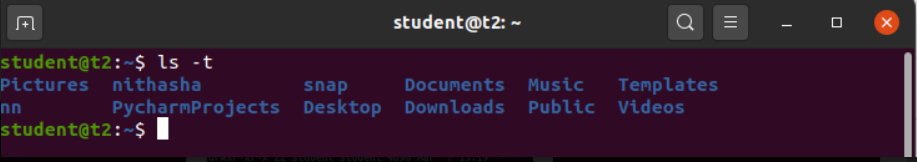 student@t2: ~
student@t2:~$ ls -t
Pictures nithasha snap Documents Music Templates
nn PycharmProjects Desktop Downloads Public Videos
student@t2:~$